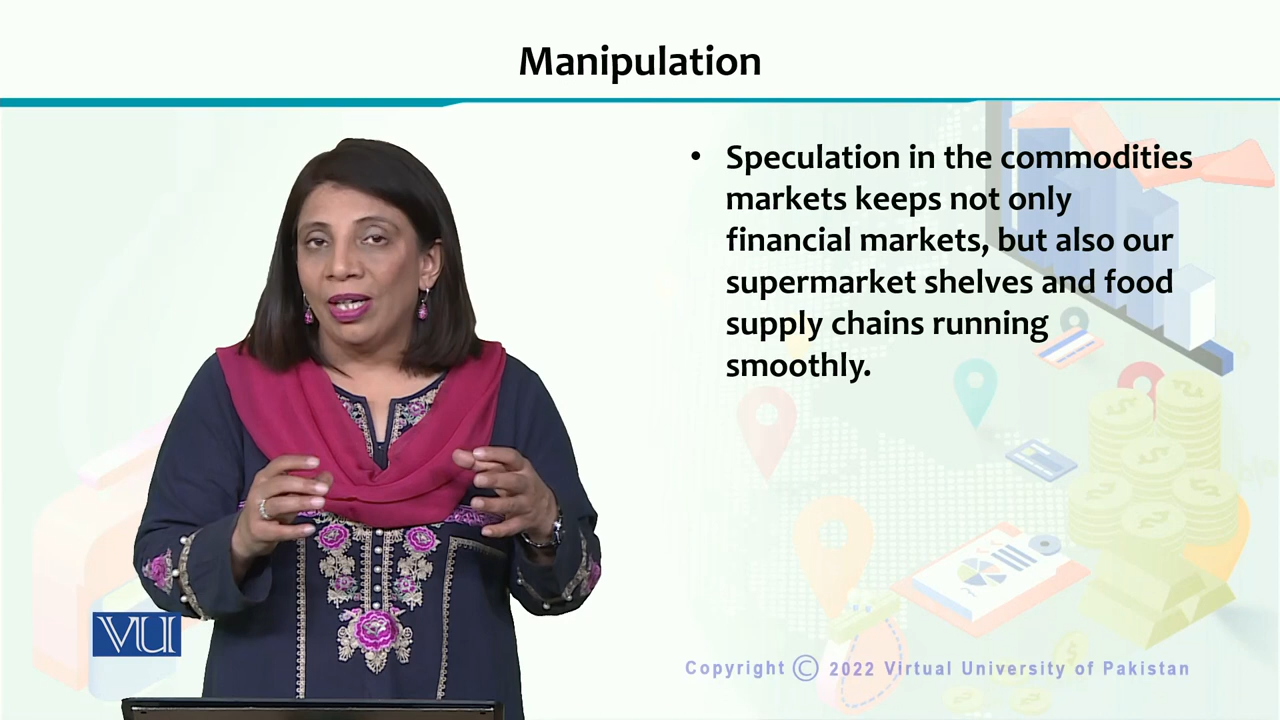 Manipulation
• Speculation in the commodities
markets keeps not only
financial markets, but also our
supermarket shelves and food
supply chains running
smoothly.
VU
Copyright © 2022 Virtual University of Pakistan